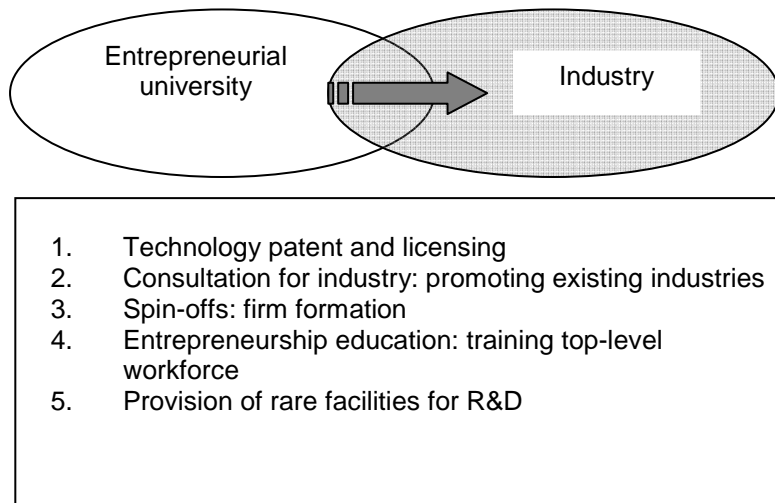 Entrepreneurial
university
Industry
1. Technology patent and licensing
2. Consultation for industry: promoting existing industries
3. Spin-offs: firm formation
4. Entrepreneurship education: training top-level
workforce
5. Provision of rare facilities for R&D